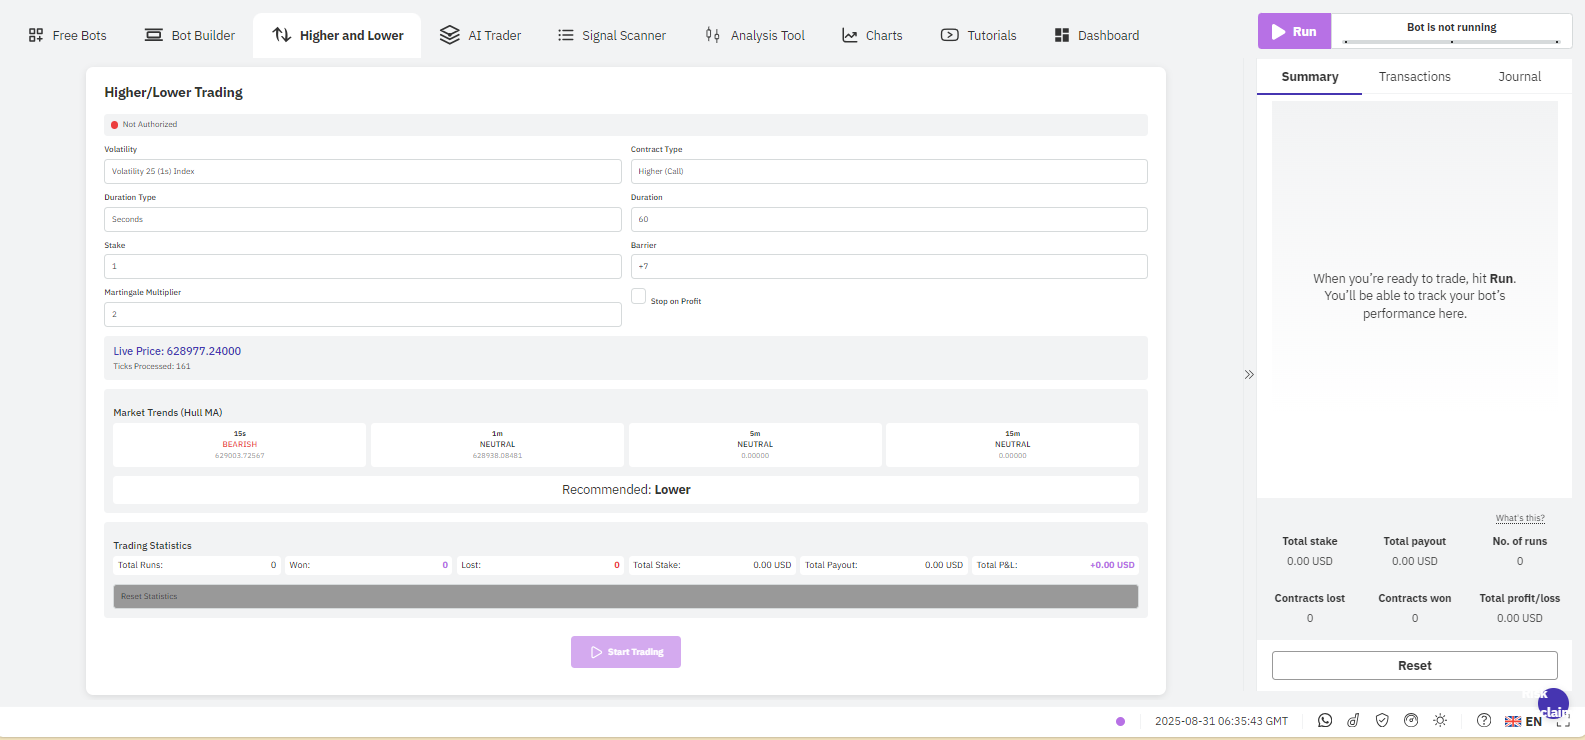 Free Bots
Bot Builder
Higher and Lower
AI Trader
Signal Scanner
Analysis Tool
Charts
Tutorials
Dashboard
Run
Bot is not running
Higher/Lower Trading
Not Authorized
Volatility
Volatility 25 (1s) Index
Contract Type
Higher (Call)
Duration Type
Seconds
Duration
60
Stake
1
Barrier
+7
Martingale Multiplier
2
Stop on Profit
Live Price: 628977.24000
Ticks Processed: 161
Market Trends (Hull MA)
15s
BEARISH
629003.72567
1m
NEUTRAL
628938.08481
5m
NEUTRAL
0.00000
15m
NEUTRAL
0.00000
Recommended: Lower
Trading Statistics
Total Runs: 0
Won: 0
Lost: 0
Total Stake: 0.00 USD
Total Payout: 0.00 USD
Total P&L: +0.00 USD
Reset Statistics
Start Trading
Summary
Transactions
Journal
When you're ready to trade, hit Run.
You'll be able to track your bot's
performance here.
What's this?
Total stake
0.00 USD
Total payout
0.00 USD
No. of runs
0
Contracts lost
0
Contracts won
0
Total profit/loss
0.00 USD
Reset
2025-08-31 06:35:43 GMT
EN